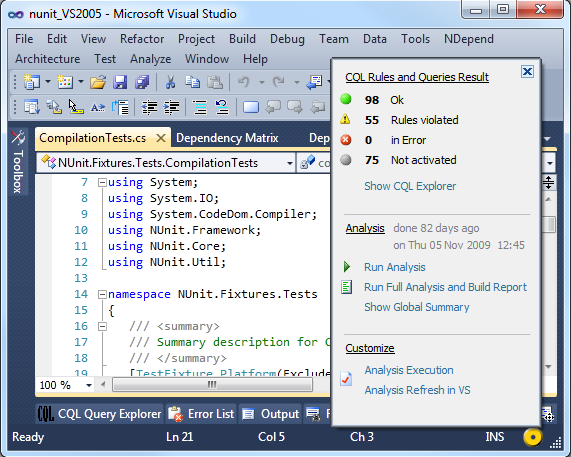 nunit_VS2005 - Microsoft Visual Studio
File Edit View Refactor Project Build Debug Team Data Tools NDepend
Architecture Test Analyze Window Help
CompilationTests.cs Dependency Matrix
NUnit.Fixtures.Tests.CompilationTests
Toolbox
7 using System;
8 using System.IO;
9 using System.CodeDom.Compiler;
10 using NUnit.Framework;
11 using NUnit.Core;
12 using NUnit.Util;
13
14 namespace NUnit.Fixtures.Tests
15 {
16 /// <summary>
17 /// Summary description for
18 /// </summary>
19 [TestFixture,Platform(Exclud
100 %
CQL Query Explorer Error List Output
Ready Ln 21 Col 5 Ch 3 INS
CQL Rules and Queries Result
98 Ok
55 Rules violated
0 in Error
75 Not activated
Show CQL Explorer
Analysis done 82 days ago
on Thu 05 Nov 2009 12:45
Run Analysis
Run Full Analysis and Build Report
Show Global Summary
Customize
Analysis Execution
Analysis Refresh in VS